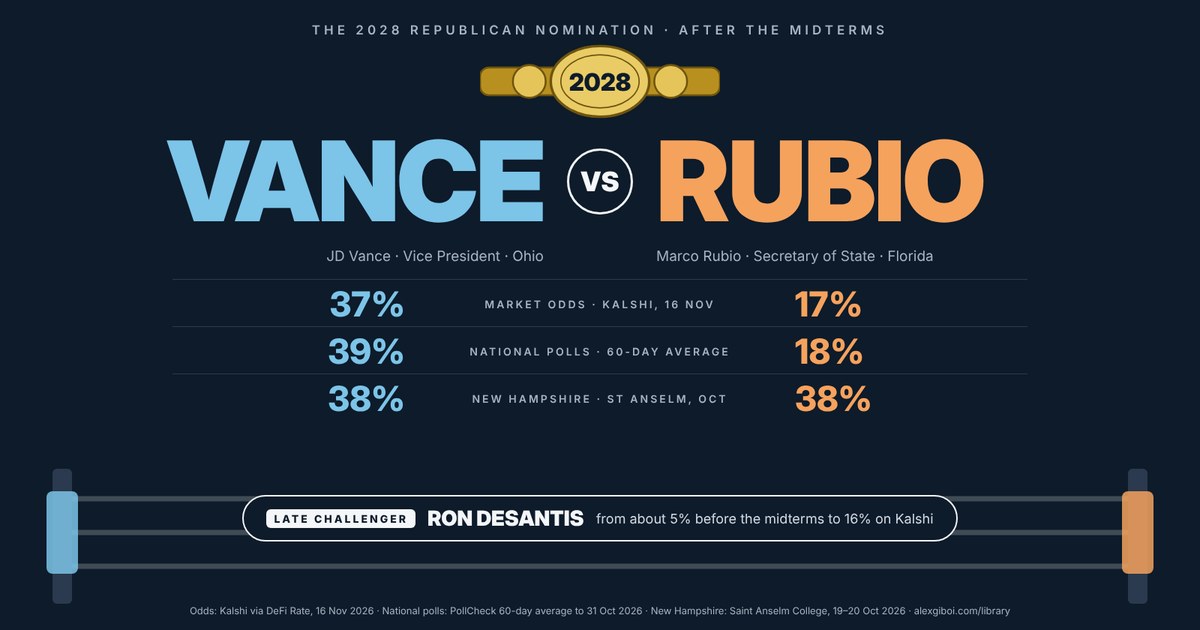 THE 2028 REPUBLICAN NOMINATION · AFTER THE MIDTERMS
2028
VANCE VS RUBIO
JD Vance · Vice President · Ohio Marco Rubio · Secretary of State · Florida
37% MARKET ODDS · KALSHI, 16 NOV 17%
39% NATIONAL POLLS · 60-DAY AVERAGE 18%
38% NEW HAMPSHIRE · ST ANSELM, OCT 38%
LATE CHALLENGER RON DESANTIS from about 5% before the midterms to 16% on Kalshi
Odds: Kalshi via DeFi Rate, 16 Nov 2026 · National polls: PollCheck 60-day average to 31 Oct 2026 · New Hampshire: Saint Anselm College, 19–20 Oct 2026 · alexgiboi.com/library